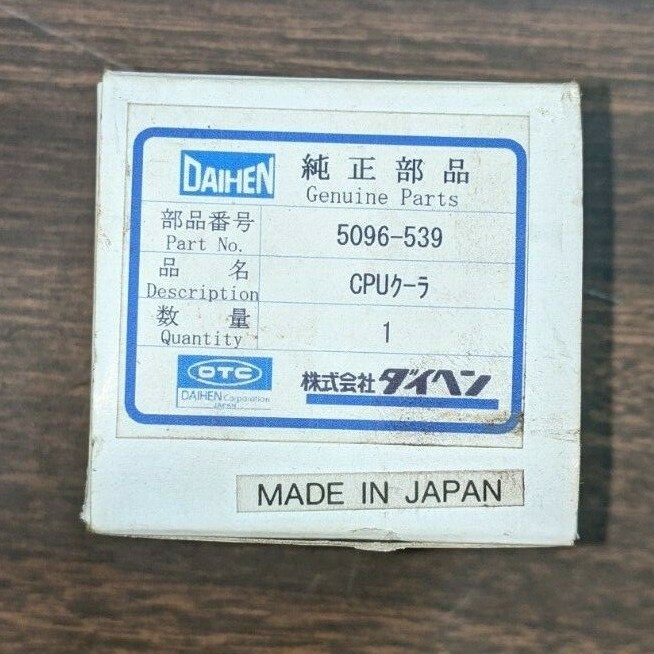 DAIHEN 純正部品
Genuine Parts
部品番号 5096-539
Part No.
品名 CPUクーラ
Description
数量 1
Quantity
OTC 株式会社ダイヘン
DAIHEN Corporation
JAPAN
MADE IN JAPAN